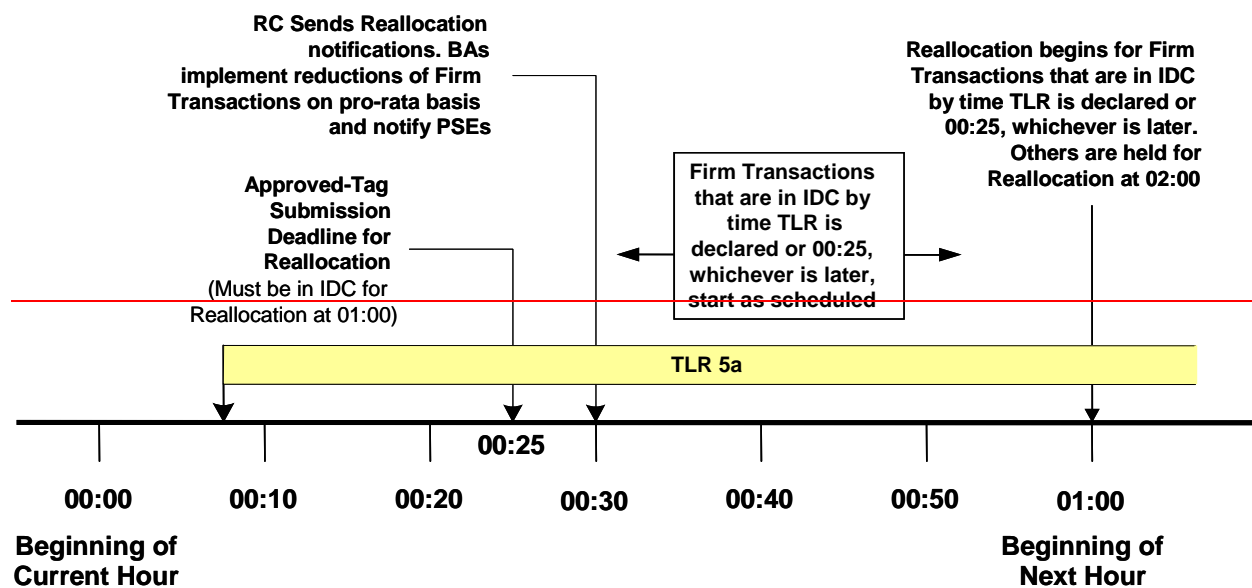 RC Sends Reallocation
notifications. BAs
implement reductions of Firm
Transactions on pro-rata basis
and notify PSEs
Reallocation begins for Firm
Transactions that are in IDC
by time TLR is declared or
00:25, whichever is later.
Others are held for
Reallocation at 02:00
Approved-Tag
Submission
Deadline for
Reallocation
(Must be in IDC for
Reallocation at 01:00)
Firm Transactions
that are in IDC by
time TLR is
declared or 00:25,
whichever is later,
start as scheduled
TLR 5a
00:25
00:00
00:10
00:20
00:30
00:40
00:50
01:00
Beginning of
Current Hour
Beginning of
Next Hour